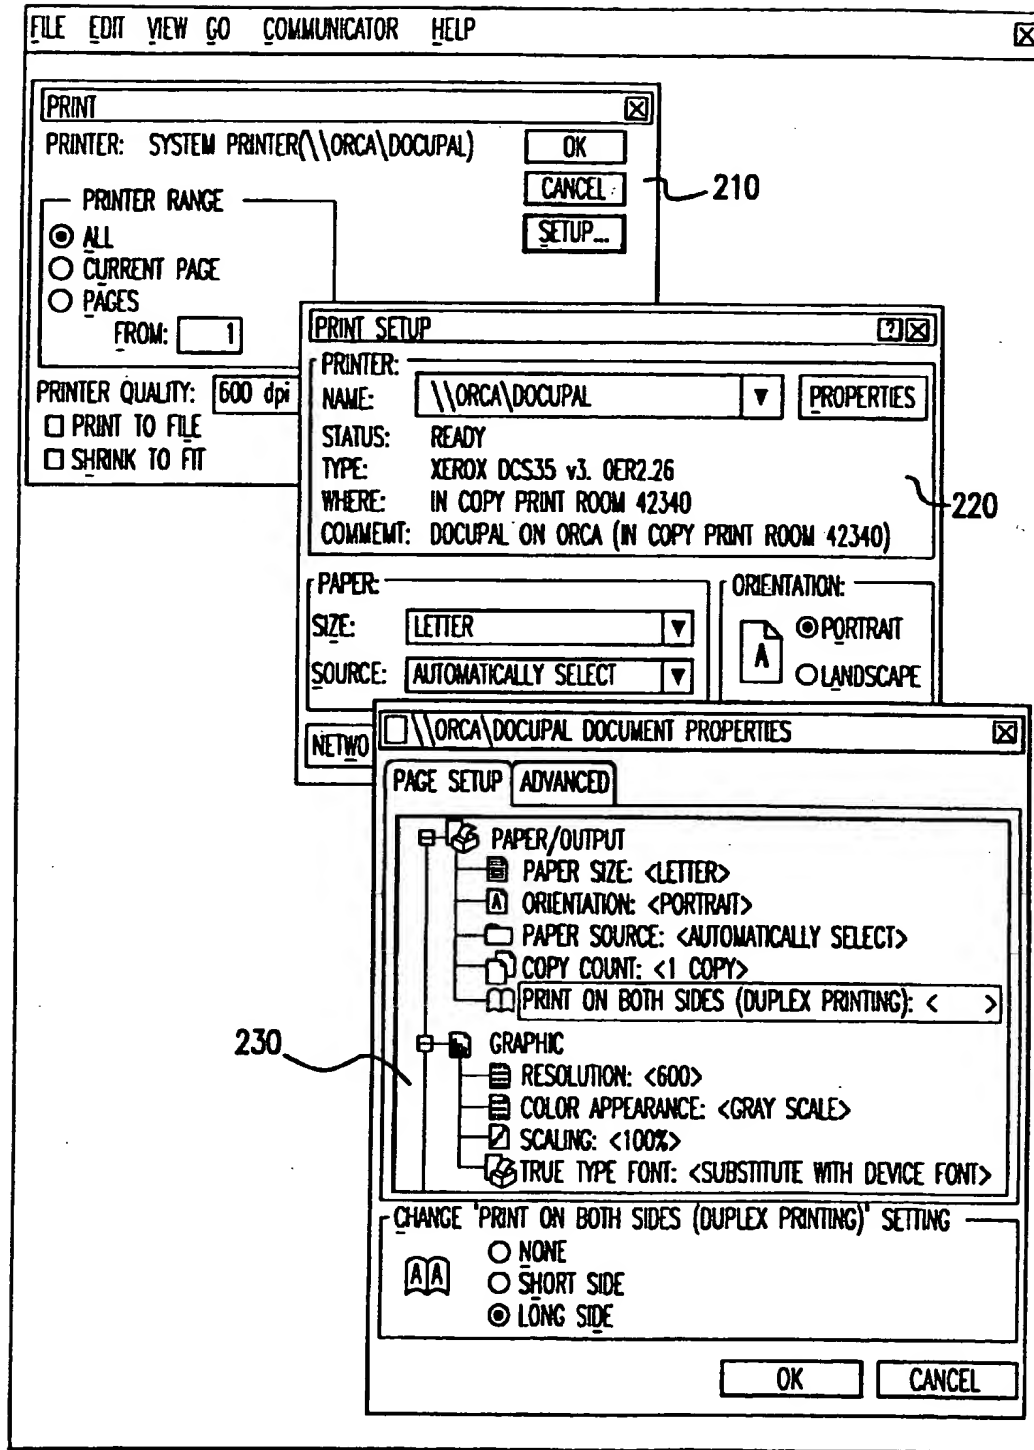 FILE EDIT VIEW GO COMMUNICATOR HELP
PRINT
PRINTER: SYSTEM PRINTER(\\ORCA\DOCUPAL)
OK
CANCEL
SETUP...
210
PRINTER RANGE
ALL
CURRENT PAGE
PAGES
FROM: 1
PRINTER QUALITY: 600 dpi
PRINT TO FILE
SHRINK TO FIT
PRINT SETUP
?
PRINTER:
NAME: \\ORCA\DOCUPAL
PROPERTIES
STATUS: READY
TYPE: XEROX DCS35 v3. 0ER2.26
WHERE: IN COPY PRINT ROOM 42340
COMMEMT: DOCUPAL ON ORCA (IN COPY PRINT ROOM 42340)
220
PAPER:
SIZE: LETTER
SOURCE: AUTOMATICALLY SELECT
ORIENTATION:
A
PORTRAIT
LANDSCAPE
NETWO
\\ORCA\DOCUPAL DOCUMENT PROPERTIES
PAGE SETUP ADVANCED
PAPER/OUTPUT
PAPER SIZE: <LETTER>
A ORIENTATION: <PORTRAIT>
PAPER SOURCE: <AUTOMATICALLY SELECT>
COPY COUNT: <1 COPY>
PRINT ON BOTH SIDES (DUPLEX PRINTING): < >
230
GRAPHIC
RESOLUTION: <600>
COLOR APPEARANCE: <GRAY SCALE>
SCALING: <100%>
TRUE TYPE FONT: <SUBSTITUTE WITH DEVICE FONT>
CHANGE 'PRINT ON BOTH SIDES (DUPLEX PRINTING)' SETTING
A A
NONE
SHORT SIDE
LONG SIDE
OK CANCEL